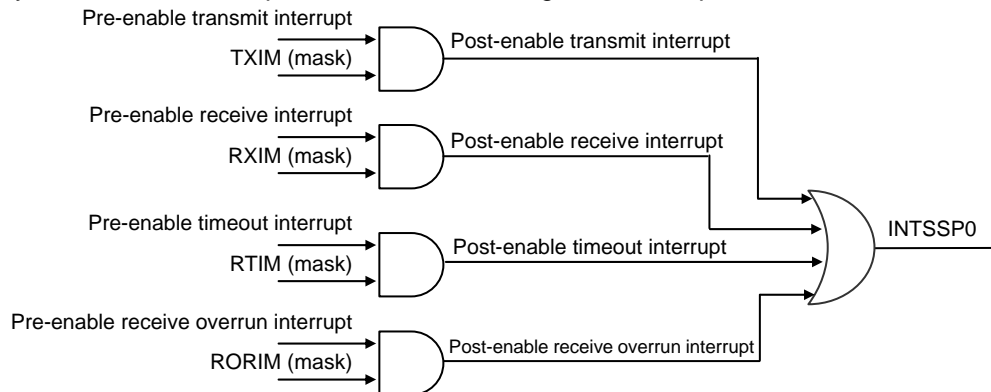 Pre-enable transmit interrupt
TXIM (mask)
Post-enable transmit interrupt
Pre-enable receive interrupt
RXIM (mask)
Post-enable receive interrupt
Pre-enable timeout interrupt
RTIM (mask)
Post-enable timeout interrupt
INTSSP0
Pre-enable receive overrun interrupt
RORIM (mask)
Post-enable receive overrun interrupt